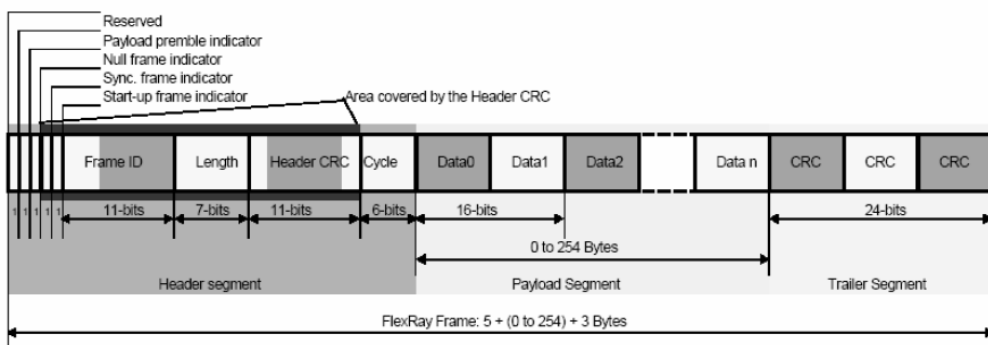 Reserved
Payload premble indicator
Null frame indicator
Sync. frame indicator
Start-up frame indicator
Area covered by the Header CRC
Frame ID Length Header CRC Cycle Data0 Data1 Data2 Data n CRC CRC CRC
1 1 1 1 1 11-bits 7-bits 11-bits 6-bits 16-bits 24-bits
0 to 254 Bytes
Header segment Payload Segment Trailer Segment
FlexRay Frame: 5 + (0 to 254) + 3 Bytes